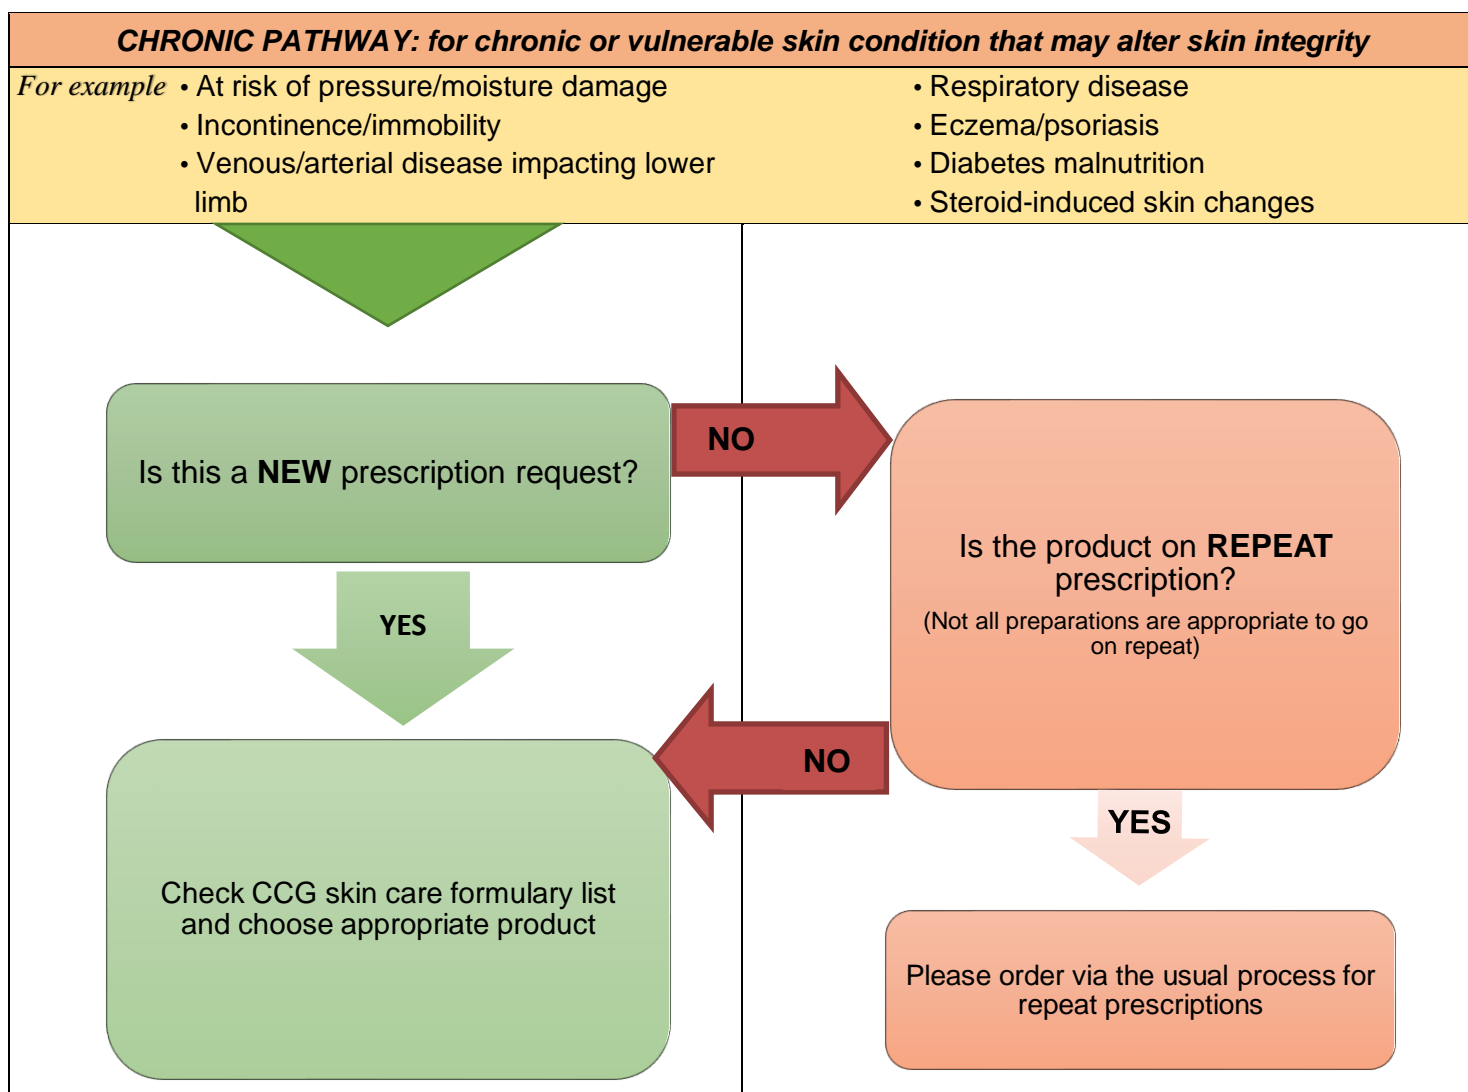 CHRONIC PATHWAY: for chronic or vulnerable skin condition that may alter skin integrity
For example • At risk of pressure/moisture damage
• Incontinence/immobility
• Venous/arterial disease impacting lower
limb
• Respiratory disease
• Eczema/psoriasis
• Diabetes malnutrition
• Steroid-induced skin changes
Is this a NEW prescription request?
NO
Is the product on REPEAT
prescription?
(Not all preparations are appropriate to go
on repeat)
YES
NO
YES
Check CCG skin care formulary list
and choose appropriate product
Please order via the usual process for
repeat prescriptions